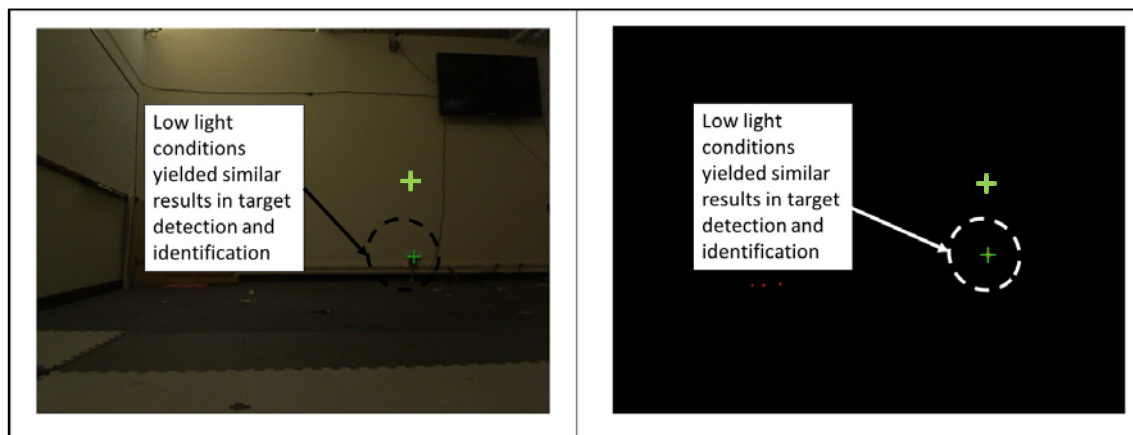 Low light
conditions
yielded similar
results in target
detection and
identification
Low light
conditions
yielded similar
results in target
detection and
identification